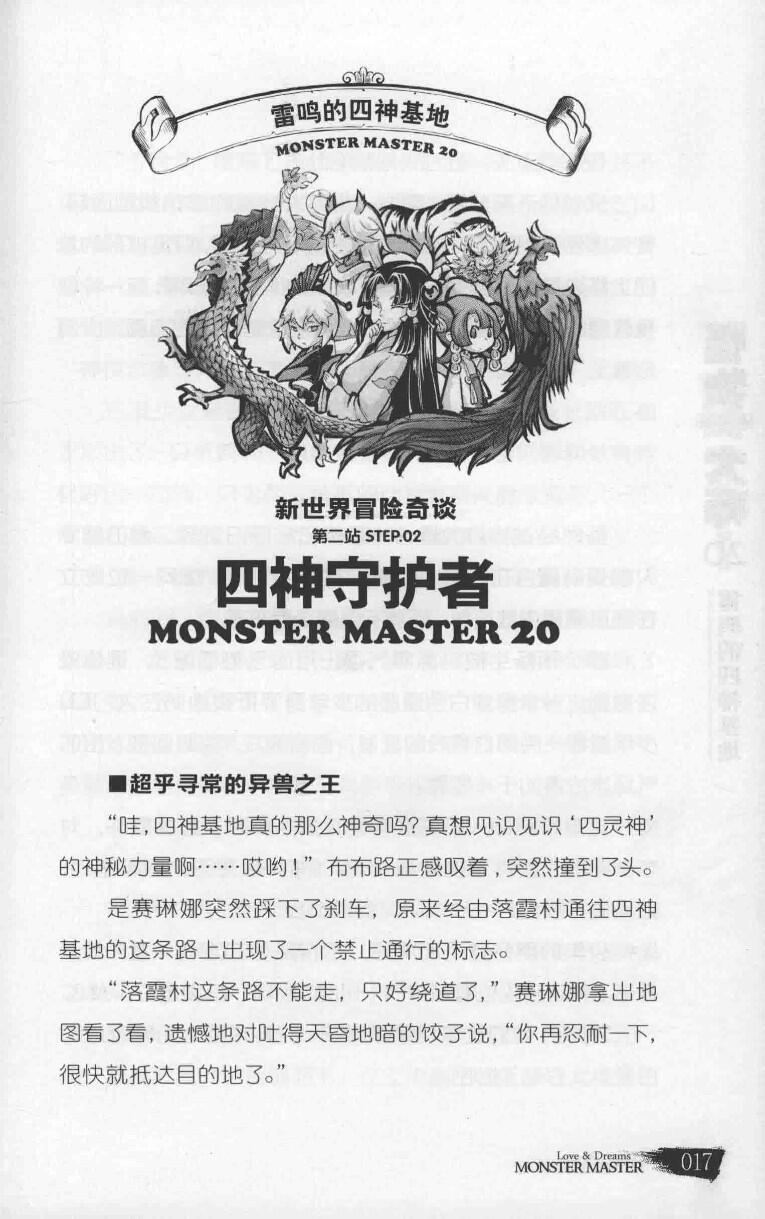 雷鸣的四神基地
MONSTER MASTER 20
新世界冒险奇谈
第二站 STEP.02
四神守护者
MONSTER MASTER 20
■超乎寻常的异兽之王
“哇，四神基地真的那么神奇吗？真想见识见识‘四灵神’
的神秘力量啊……哎哟！”布布路正感叹着，突然撞到了头。
是赛琳娜突然踩下了刹车，原来经由落霞村通往四神
基地的这条路上出现了一个禁止通行的标志。
“落霞村这条路不能走，只好绕道了，”赛琳娜拿出地
图看了看，遗憾地对吐得天昏地暗的饺子说，“你再忍耐一下，
很快就抵达目的地了。”
Love & Dreams
MONSTER MASTER 017